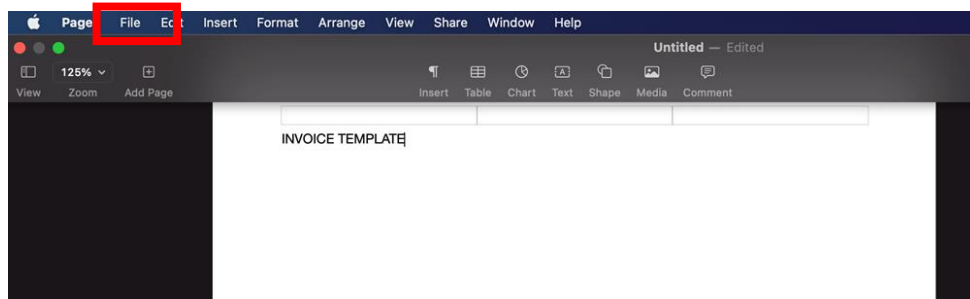 Page File Edit Insert Format Arrange View Share Window Help
Untitled — Edited
125%
View Zoom Add Page Insert Table Chart Text Shape Media Comment
INVOICE TEMPLATE